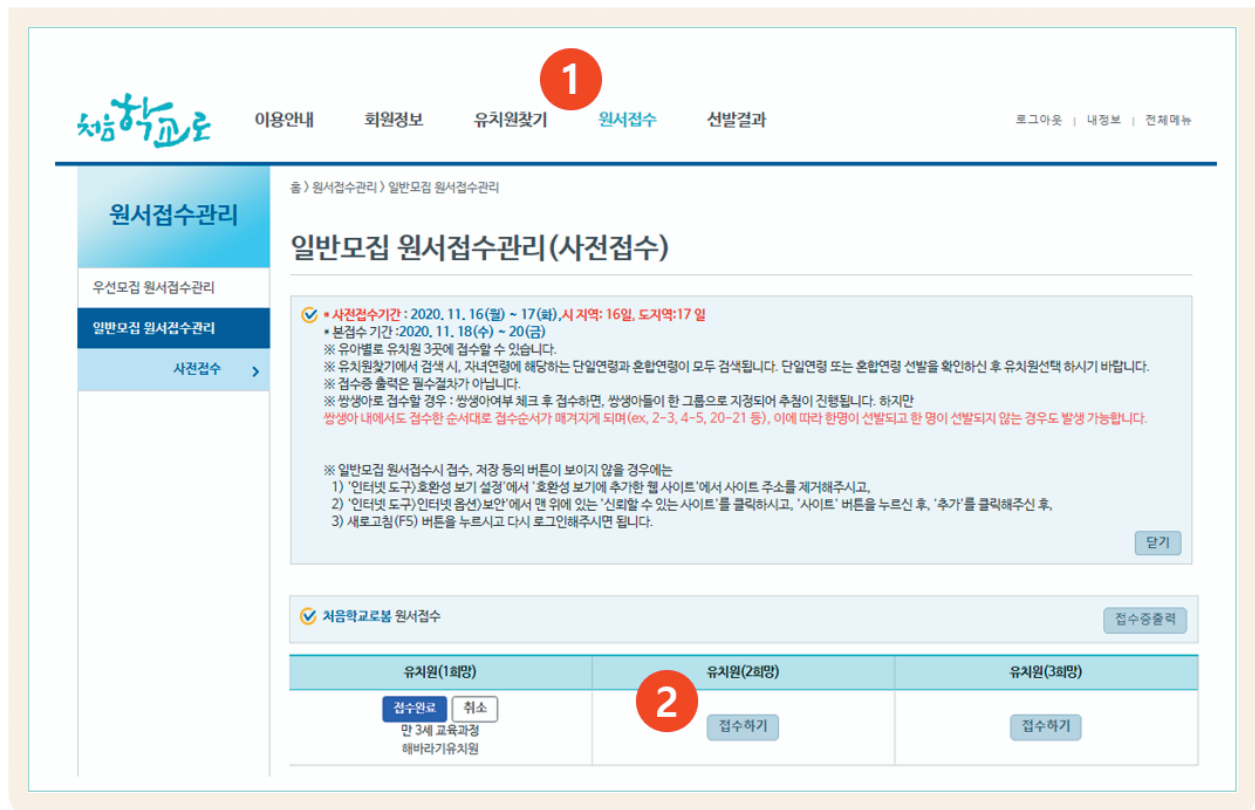 1
처음학교로 이용안내 회원정보 유치원찾기 원서접수 선발결과 로그아웃 | 내정보 | 전체메뉴
원서접수관리
우선모집 원서접수관리
일반모집 원서접수관리
사전접수 >
홈 > 원서접수관리 > 일반모집 원서접수관리
일반모집 원서접수관리(사전접수)
* 사전접수기간 : 2020. 11. 16(월) ~ 17(화),시 지역: 16일, 도지역:17 일
* 본접수 기간 :2020. 11. 18(수) ~ 20(금)
※ 유아별로 유치원 3곳에 접수할 수 있습니다.
※ 유치원찾기에서 검색 시, 자녀연령에 해당하는 단일연령과 혼합연령이 모두 검색됩니다. 단일연령 또는 혼합연령 선발을 확인하신 후 유치원선택 하시기 바랍니다.
※ 접수증 출력은 필수절차가 아닙니다.
※ 쌍생아로 접수할 경우 : 쌍생아여부 체크 후 접수하면, 쌍생아들이 한 그룹으로 지정되어 추첨이 진행됩니다. 하지만
쌍생아 내에서도 접수한 순서대로 접수순서가 매겨지게 되며(ex, 2-3, 4-5, 20-21 등), 이에 따라 한명이 선발되고 한 명이 선발되지 않는 경우도 발생 가능합니다.
※ 일반모집 원서접수시 접수, 저장 등의 버튼이 보이지 않을 경우에는
1) '인터넷 도구>호환성 보기 설정'에서 '호환성 보기에 추가한 웹 사이트'에서 사이트 주소를 제거해주시고,
2) '인터넷 도구>인터넷 옵션>보안'에서 맨 위에 있는 '신뢰할 수 있는 사이트'를 클릭하시고, '사이트' 버튼을 누르신 후, '추가'를 클릭해주신 후,
3) 새로고침(F5) 버튼을 누르시고 다시 로그인해주시면 됩니다.
닫기
처음학교로봄 원서접수 접수증출력
유치원(1희망) 유치원(2희망) 유치원(3희망)
접수완료 취소
만 3세 교육과정
해바라기유치원
2
접수하기 접수하기